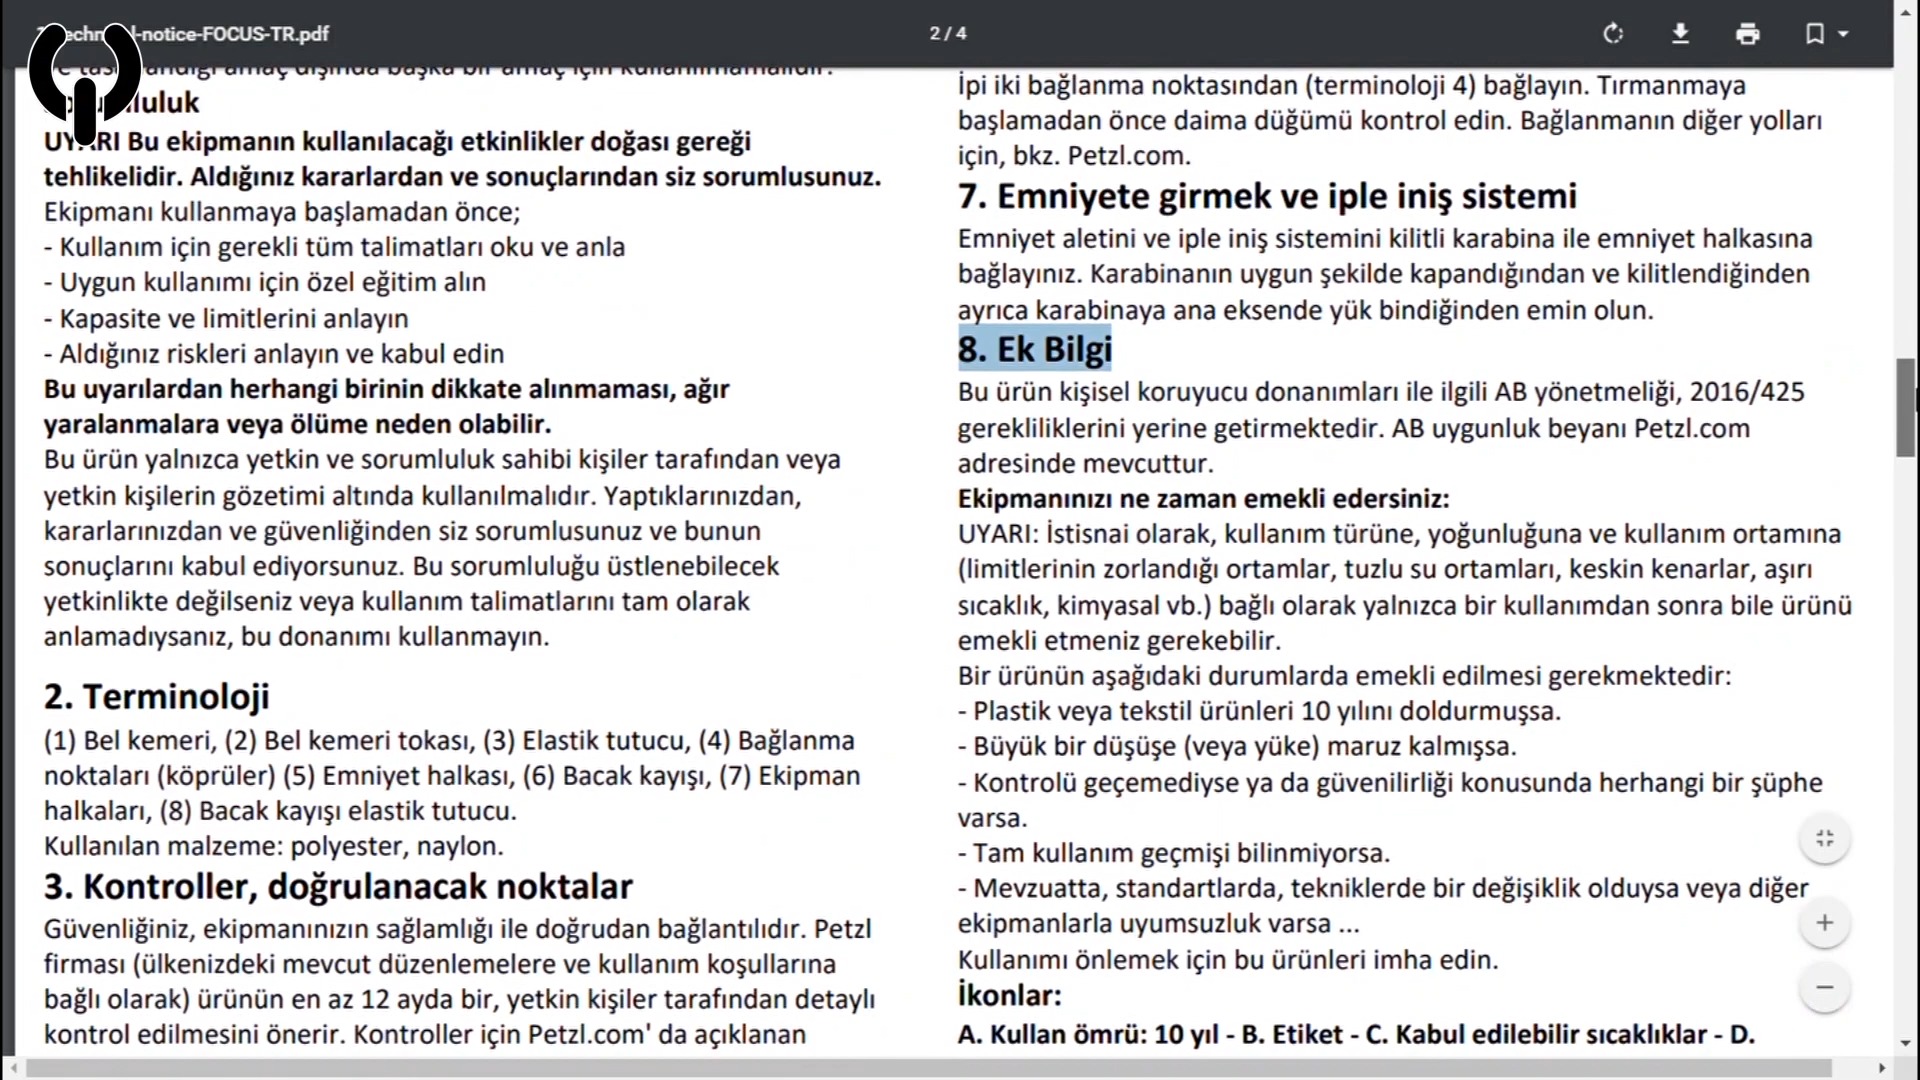 echn l-notice-FOCUS-TR.pdf
2 / 4
amaç dışında başka bir amaç için kullanılmamalıdır.
luluk
UYARI Bu ekipmanın kullanılacağı etkinlikler doğası gereği
tehlikelidir. Aldığınız kararlardan ve sonuçlarından siz sorumlusunuz.
Ekipmanı kullanmaya başlamadan önce;
- Kullanım için gerekli tüm talimatları oku ve anla
- Uygun kullanımı için özel eğitim alın
- Kapasite ve limitlerini anlayın
- Aldığınız riskleri anlayın ve kabul edin
Bu uyarılardan herhangi birinin dikkate alınmaması, ağır
yaralanmalara veya ölüme neden olabilir.
Bu ürün yalnızca yetkin ve sorumluluk sahibi kişiler tarafından veya
yetkin kişilerin gözetimi altında kullanılmalıdır. Yaptıklarınızdan,
kararlarınızdan ve güvenliğinden siz sorumlusunuz ve bunun
sonuçlarını kabul ediyorsunuz. Bu sorumluluğu üstlenebilecek
yetkinlikte değilseniz veya kullanım talimatlarını tam olarak
anlamadıysanız, bu donanımı kullanmayın.
2. Terminoloji
(1) Bel kemeri, (2) Bel kemeri tokası, (3) Elastik tutucu, (4) Bağlanma
noktaları (köprüler) (5) Emniyet halkası, (6) Bacak kayışı, (7) Ekipman
halkaları, (8) Bacak kayışı elastik tutucu.
Kullanılan malzeme: polyester, naylon.
3. Kontroller, doğrulanacak noktalar
Güvenliğiniz, ekipmanınızın sağlamlığı ile doğrudan bağlantılıdır. Petzl
firması (ülkenizdeki mevcut düzenlemelere ve kullanım koşullarına
bağlı olarak) ürünün en az 12 ayda bir, yetkin kişiler tarafından detaylı
kontrol edilmesini önerir. Kontroller için Petzl.com' da açıklanan
İpi iki bağlanma noktasından (terminoloji 4) bağlayın. Tırmanmaya
başlamadan önce daima düğümü kontrol edin. Bağlanmanın diğer yolları
için, bkz. Petzl.com.
7. Emniyete girmek ve iple iniş sistemi
Emniyet aletini ve iple iniş sistemini kilitli karabina ile emniyet halkasına
bağlayınız. Karabinanın uygun şekilde kapandığından ve kilitlendiğinden
ayrıca karabinaya ana eksende yük bindiğinden emin olun.
8. Ek Bilgi
Bu ürün kişisel koruyucu donanımları ile ilgili AB yönetmeliği, 2016/425
gerekliliklerini yerine getirmektedir. AB uygunluk beyanı Petzl.com
adresinde mevcuttur.
Ekipmanınızı ne zaman emekli edersiniz:
UYARI: İstisnai olarak, kullanım türüne, yoğunluğuna ve kullanım ortamına
(limitlerinin zorlandığı ortamlar, tuzlu su ortamları, keskin kenarlar, aşırı
sıcaklık, kimyasal vb.) bağlı olarak yalnızca bir kullanımdan sonra bile ürünü
emekli etmeniz gerekebilir.
Bir ürünün aşağıdaki durumlarda emekli edilmesi gerekmektedir:
- Plastik veya tekstil ürünleri 10 yılını doldurmuşsa.
- Büyük bir düşüşe (veya yüke) maruz kalmışsa.
- Kontrolü geçemediyse ya da güvenilirliği konusunda herhangi bir şüphe
varsa.
- Tam kullanım geçmişi bilinmiyorsa.
- Mevzuatta, standartlarda, tekniklerde bir değişiklik olduysa veya diğer
ekipmanlarla uyumsuzluk varsa ...
Kullanımı önlemek için bu ürünleri imha edin.
İkonlar:
A. Kullan ömrü: 10 yıl - B. Etiket - C. Kabul edilebilir sıcaklıklar - D.